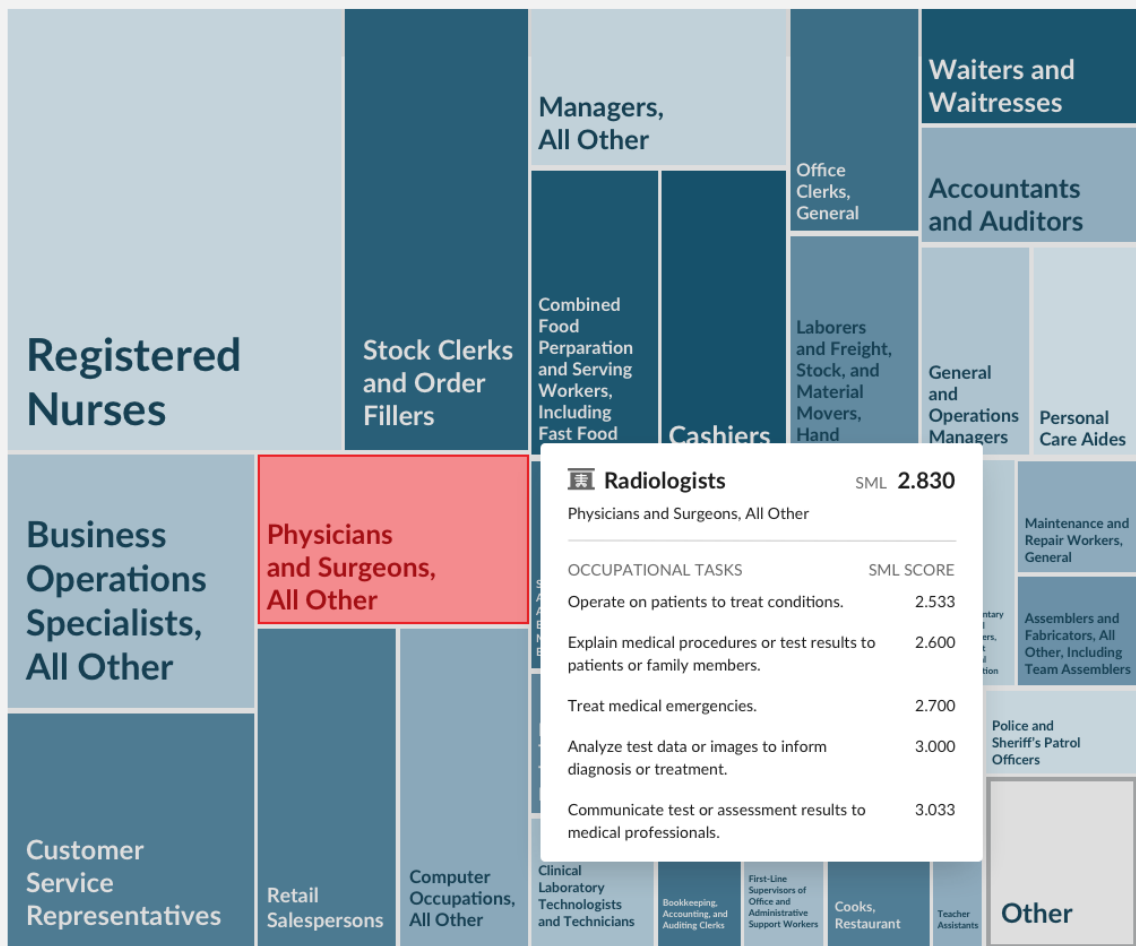 Registered
Nurses
Stock Clerks
and Order
Fillers
Managers,
All Other
Combined
Food
Perparation
and Serving
Workers,
Including
Fast Food
Cashiers
Office
Clerks,
General
Laborers
and Freight,
Stock, and
Material
Movers,
Hand
Waiters and
Waitresses
Accountants
and Auditors
General
and
Operations
Managers
Personal
Care Aides
Business
Operations
Specialists,
All Other
Physicians
and Surgeons,
All Other
Radiologists
SML 2.830
Physicians and Surgeons, All Other
OCCUPATIONAL TASKS SML SCORE
Operate on patients to treat conditions. 2.533
Explain medical procedures or test results to 2.600
patients or family members.
Treat medical emergencies. 2.700
Analyze test data or images to inform 3.000
diagnosis or treatment.
Communicate test or assessment results to 3.033
medical professionals.
Maintenance and
Repair Workers,
General
Assemblers and
Fabricators, All
Other, Including
Team Assemblers
Police and
Sheriff's Patrol
Officers
Customer
Service
Representatives
Retail
Salespersons
Computer
Occupations,
All Other
Clinical
Laboratory
Technologists
and Technicians
Bookkeeping,
Accounting, and
Auditing Clerks
First-Line
Supervisors of
Office and
Administrative
Support Workers
Cooks,
Restaurant
Teacher
Assistants
Other